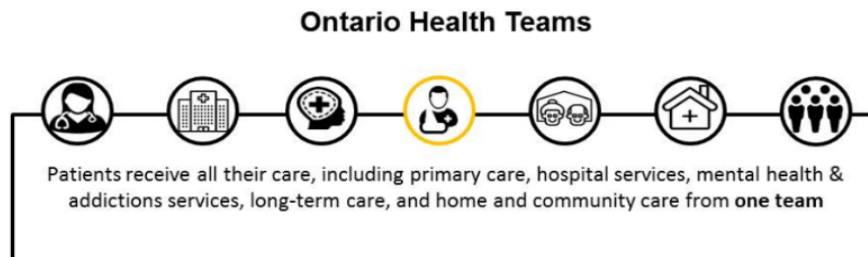 Ontario Health Teams
Patients receive all their care, including primary care, hospital services, mental health &
addictions services, long-term care, and home and community care from one team